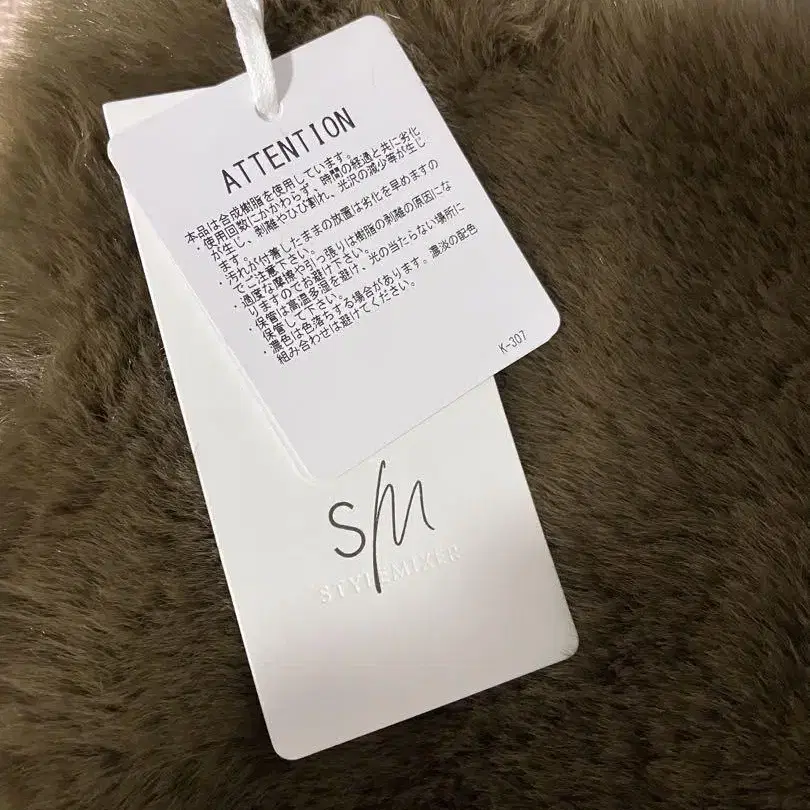 ATTENTION
本品は合成樹脂を使用しています。
・使用回数にかかわらず、時間の経過と共に劣化
が生じ、剥離やひび割れ、光沢の減少等が生じ
ます。
・汚れが付着したままの放置は劣化を早めますの
でご注意下さい。
・過度な摩擦や引っ張りは樹脂の剥離の原因にな
りますのでお避け下さい。
・保管は高温多湿を避け、光の当たらない場所に
保管して下さい。
・濃色は色落ちする場合があります。濃淡の配色
組み合わせは避けてください。
K-307
S/M
STYLEMIXER